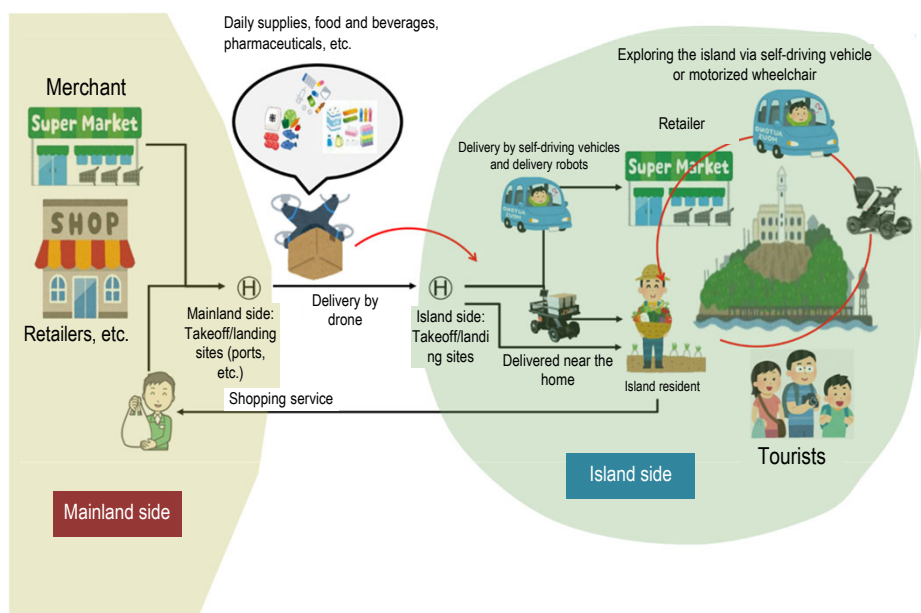 Daily supplies, food and beverages,
pharmaceuticals, etc.
Exploring the island via self-driving vehicle
or motorized wheelchair
Merchant
Super Market
SHOP
Retailers, etc.
H
Mainland side:
Takeoff/landing
sites (ports,
etc.)
Delivery by
drone
H
Island side:
Takeoff/landi
ng sites
Delivery by self-driving vehicles
and delivery robots
Retailer
Super Market
Delivered near the
home
Island resident
Shopping service
Tourists
Mainland side
Island side